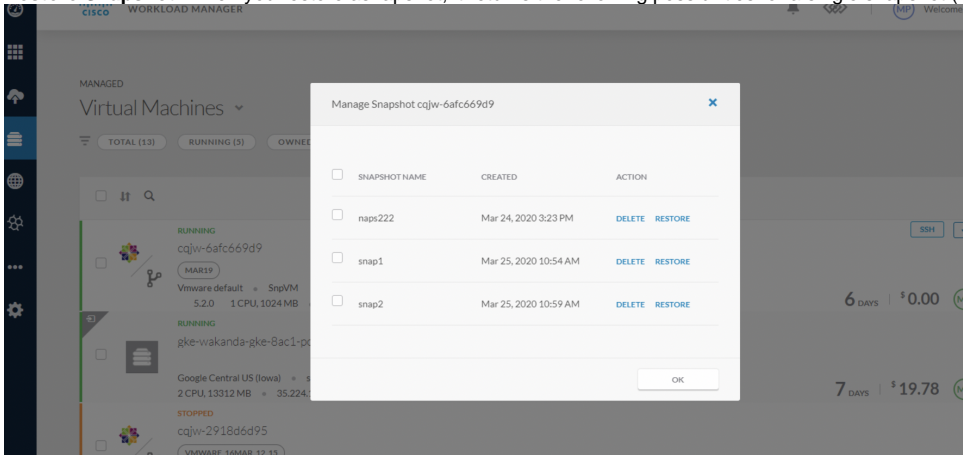 CISCO WORKLOAD MANAGER
MP Welcome
MANAGED
Virtual Machines
TOTAL (13) RUNNING (5) OWNED
Manage Snapshot cqjw-6afc669d9
SNAPSHOT NAME CREATED ACTION
naps222 Mar 24, 2020 3:23 PM DELETE RESTORE
snap1 Mar 25, 2020 10:54 AM DELETE RESTORE
snap2 Mar 25, 2020 10:59 AM DELETE RESTORE
OK
RUNNING
cqjw-6afc669d9
MAR19
Vmware default SnpVM
5.2.0 1 CPU, 1024 MB
SSH
6 DAYS $0.00
RUNNING
gke-wakanda-gke-8ac1-po
Google Central US (Iowa)
2 CPU, 13312 MB 35.224.
7 DAYS $19.78
STOPPED
cqjw-2918d6d95
VMWARE_16MAR_12_15